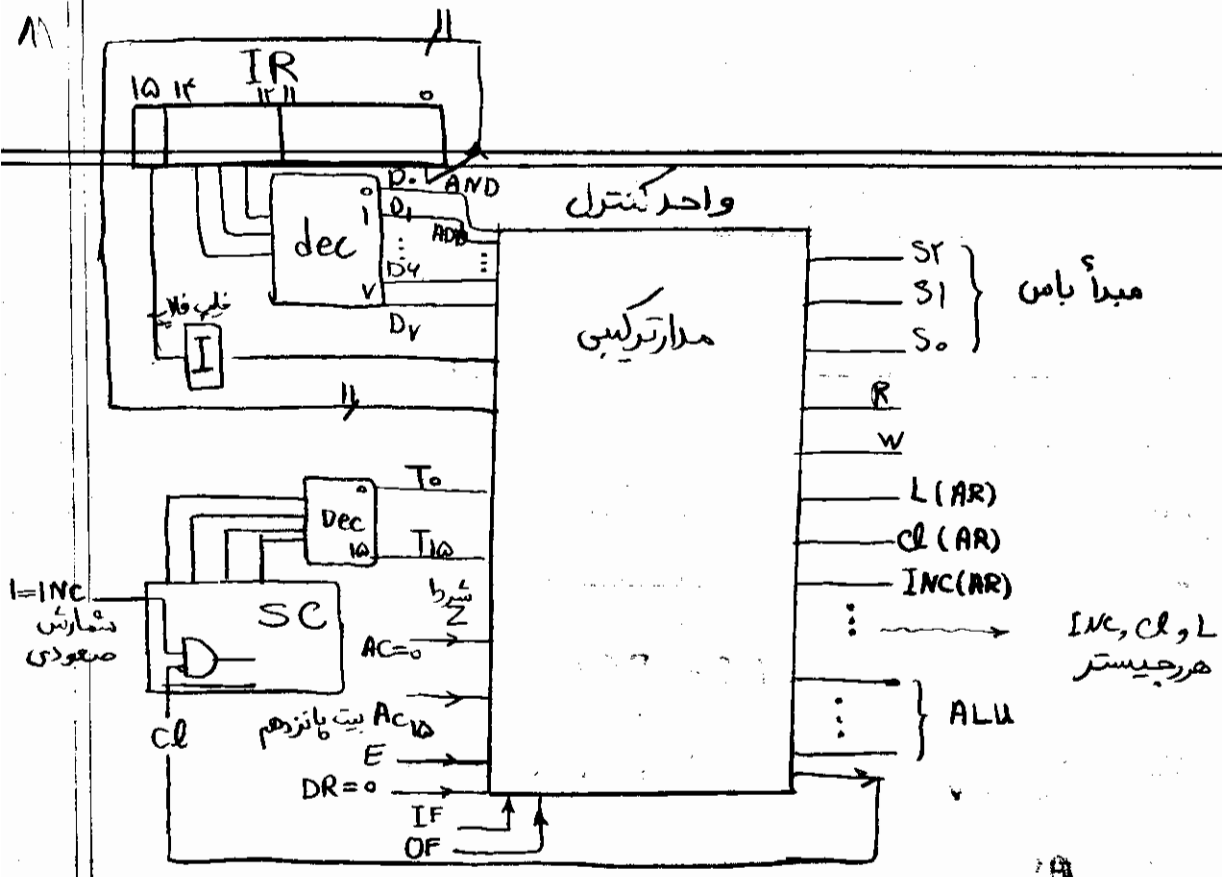 ۸۱
۱۱
IR
۱۵ ۱۴ ۱۲ ۱۱ ۰
D۰ AND
واحد کنترل
۰
۱
dec
۷
D۱ ADD
⋮
D۶
D۷
فلیپ فلاپ
I
۱۱
مدار ترکیبی
S۲
S۱
S۰
مبدأ باس
R
W
L (AR)
cl (AR)
INC(AR)
INC, cl, L
هر رجیستر
ALU
۰
Dec
۱۵
T۰
T۱۵
۱=INC
شمارش
صعودی
SC
cl
شرط
Z
AC=۰
بیت پانزدهم AC۱۵
E
DR=۰
IF
OF